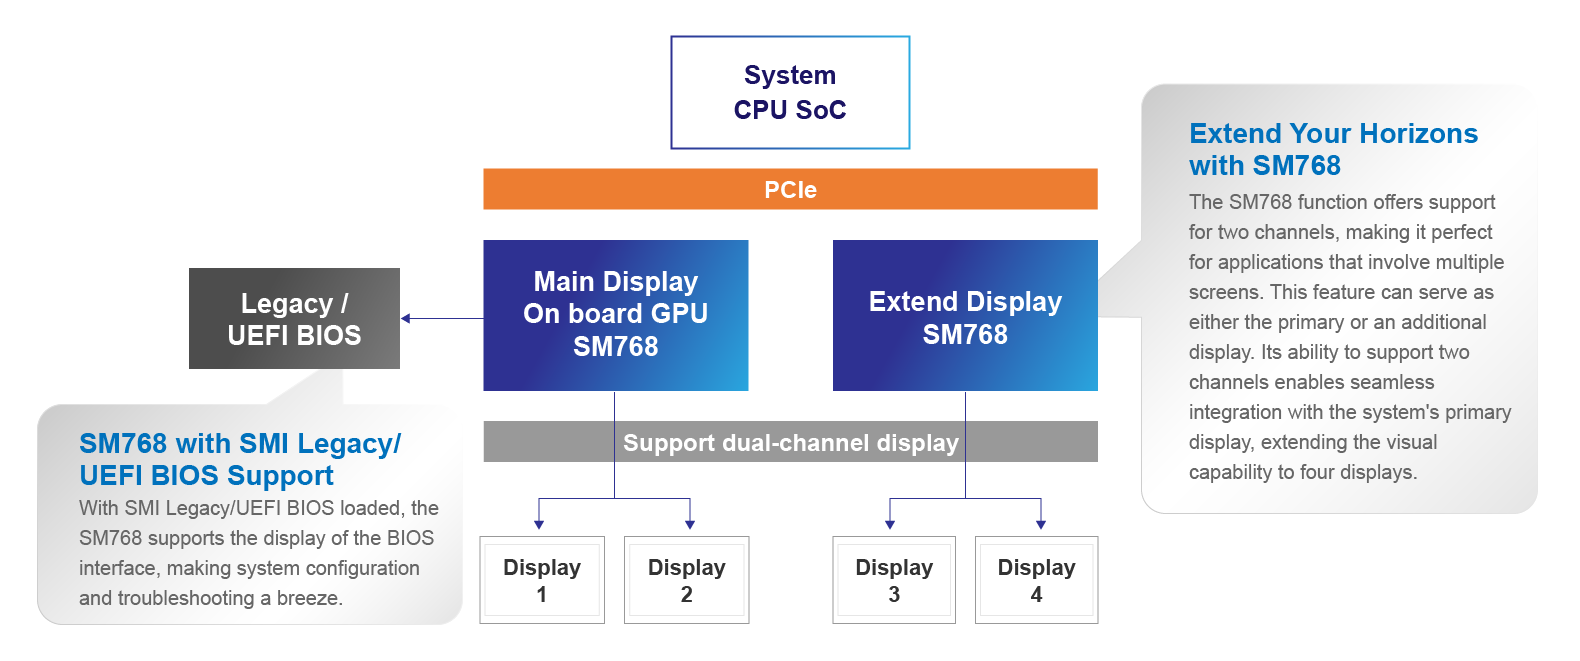 System
CPU SoC
PCIe
Legacy /
UEFI BIOS
Main Display
On board GPU
SM768
Extend Display
SM768
Extend Your Horizons
with SM768
The SM768 function offers support
for two channels, making it perfect
for applications that involve multiple
screens. This feature can serve as
either the primary or an additional
display. Its ability to support two
channels enables seamless
integration with the system's primary
display, extending the visual
capability to four displays.
SM768 with SMI Legacy/
UEFI BIOS Support
With SMI Legacy/UEFI BIOS loaded, the
SM768 supports the display of the BIOS
interface, making system configuration
and troubleshooting a breeze.
Support dual-channel display
Display
1
Display
2
Display
3
Display
4